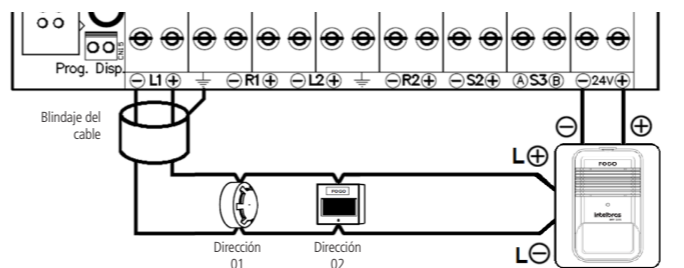 CN15
Prog. Disp.
⊖ L1 ⊕ ⏚ ⊖ R1 ⊕ ⊖ L2 ⊕ ⏚ ⊖ R2 ⊕ ⊖ S2 ⊕ Ⓐ S3 Ⓑ ⊖ 24V ⊕
Blindaje del
cable
⊖ ⊕
L⊕
FOGO
FOGO
intelbras
Dirección
01
Dirección
02
L⊖